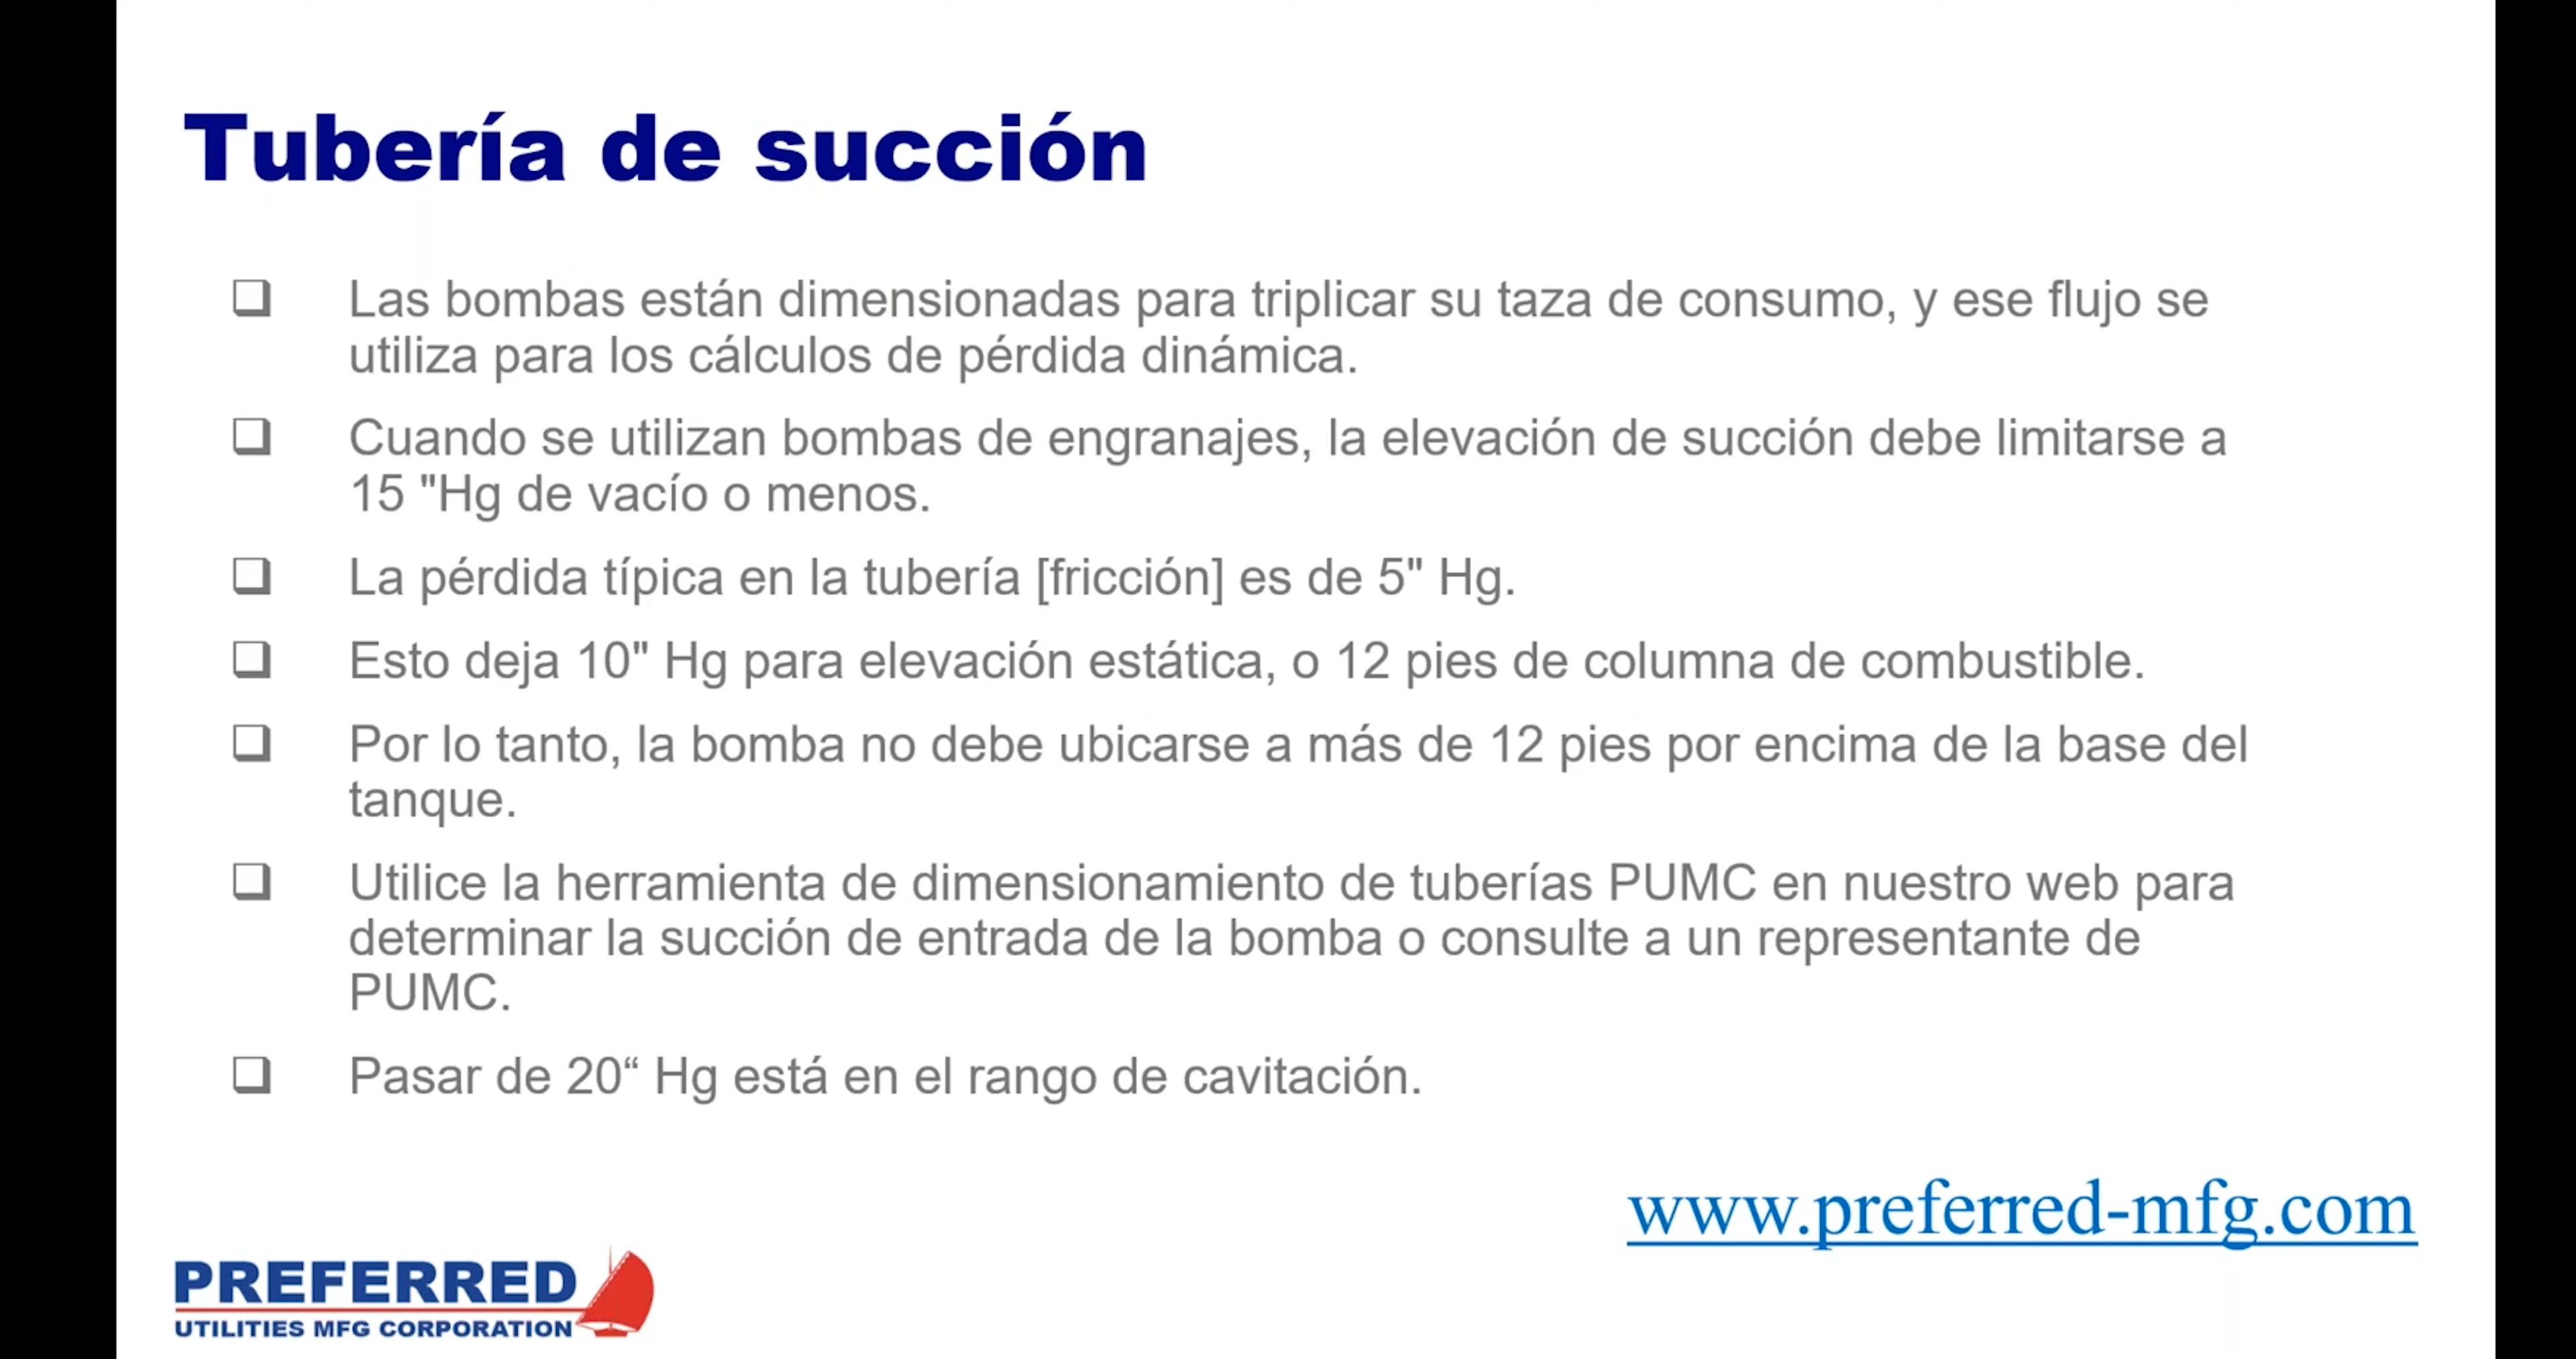 Tubería de succión
❑ Las bombas están dimensionadas para triplicar su taza de consumo, y ese flujo se
utiliza para los cálculos de pérdida dinámica.
❑ Cuando se utilizan bombas de engranajes, la elevación de succión debe limitarse a
15 "Hg de vacío o menos.
❑ La pérdida típica en la tubería [fricción] es de 5" Hg.
❑ Esto deja 10" Hg para elevación estática, o 12 pies de columna de combustible.
❑ Por lo tanto, la bomba no debe ubicarse a más de 12 pies por encima de la base del
tanque.
❑ Utilice la herramienta de dimensionamiento de tuberías PUMC en nuestro web para
determinar la succión de entrada de la bomba o consulte a un representante de
PUMC.
❑ Pasar de 20“ Hg está en el rango de cavitación.
www.preferred-mfg.com
PREFERRED
UTILITIES MFG CORPORATION